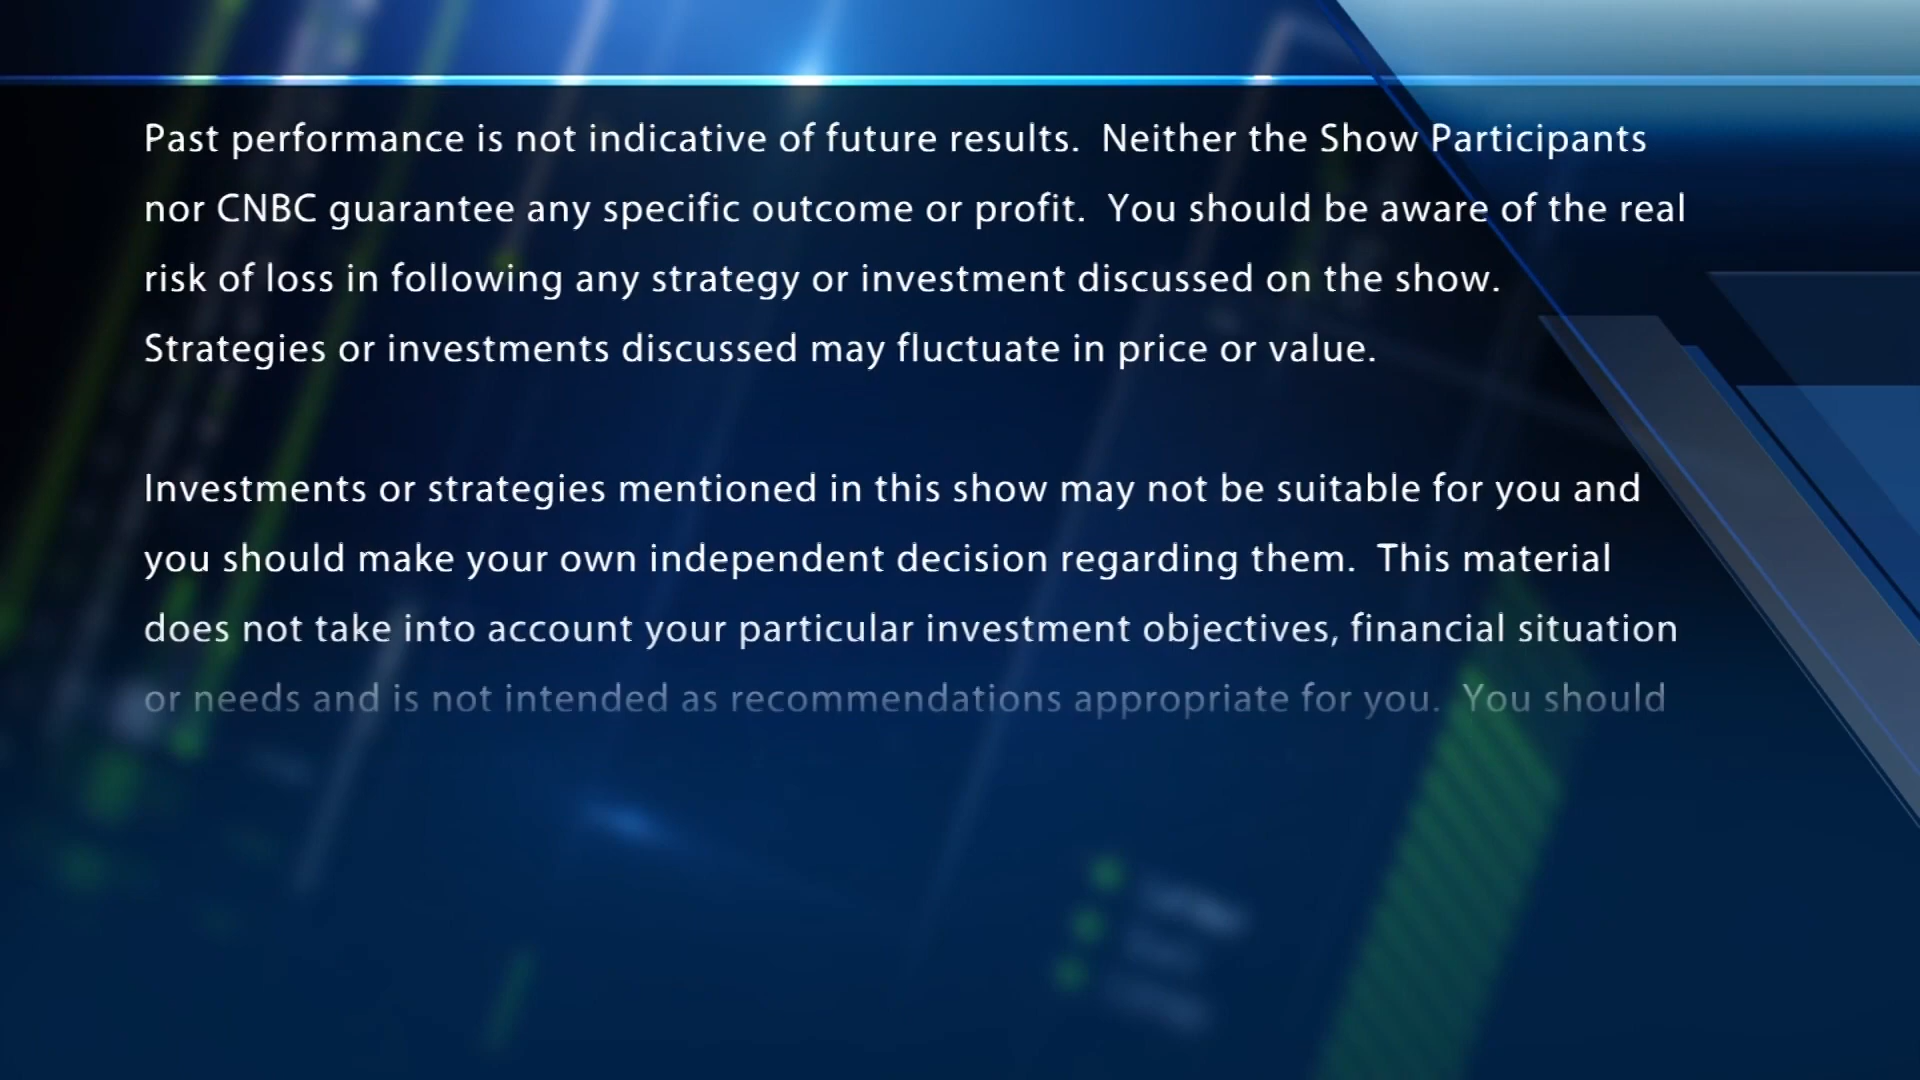 Past performance is not indicative of future results.  Neither the Show Participants
nor CNBC guarantee any specific outcome or profit.  You should be aware of the real
risk of loss in following any strategy or investment discussed on the show.
Strategies or investments discussed may fluctuate in price or value.
Investments or strategies mentioned in this show may not be suitable for you and
you should make your own independent decision regarding them.  This material
does not take into account your particular investment objectives, financial situation
or needs and is not intended as recommendations appropriate for you.  You should